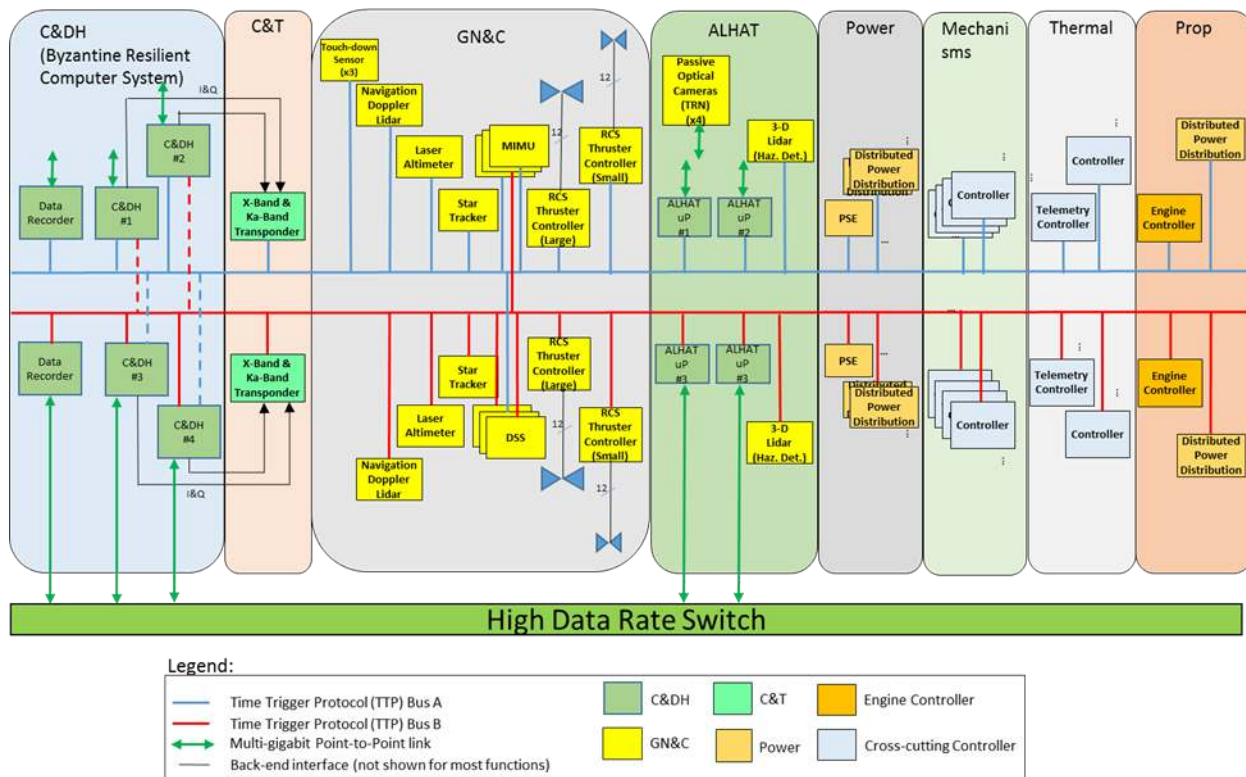 C&DH
(Byzantine Resilient
Computer System)
C&T
GN&C
ALHAT
Power
Mechani
sms
Thermal
Prop
I&Q
C&DH
#2
Data
Recorder
C&DH
#1
X-Band &
Ka-Band
Transponder
Touch-down
Sensor
(x3)
Navigation
Doppler
Lidar
Laser
Altimeter
Star
Tracker
MIMU
12
RCS
Thruster
Controller
(Large)
12
RCS
Thruster
Controller
(Small)
Passive
Optical
Cameras
(TRN)
(x4)
3-D
Lidar
(Haz. Det.)
ALHAT
uP
#1
ALHAT
uP
#2
Distributed
Power
Distribution
Distribution
PSE
...
Controller
Controller
Telemetry
Controller
Distributed
Power
Distribution
Engine
Controller
Data
Recorder
C&DH
#3
C&DH
#4
I&Q
X-Band &
Ka-Band
Transponder
Star
Tracker
Laser
Altimeter
Navigation
Doppler
Lidar
DSS
RCS
Thruster
Controller
(Large)
12
RCS
Thruster
Controller
(Small)
12
ALHAT
uP
#3
ALHAT
uP
#3
3-D
Lidar
(Haz. Det.)
PSE
...
Distributed
Power
Distribution
Controller
Telemetry
Controller
Controller
Engine
Controller
Distributed
Power
Distribution
High Data Rate Switch
Legend:
Time Trigger Protocol (TTP) Bus A
Time Trigger Protocol (TTP) Bus B
Multi-gigabit Point-to-Point link
Back-end interface (not shown for most functions)
C&DH
C&T
Engine Controller
GN&C
Power
Cross-cutting Controller